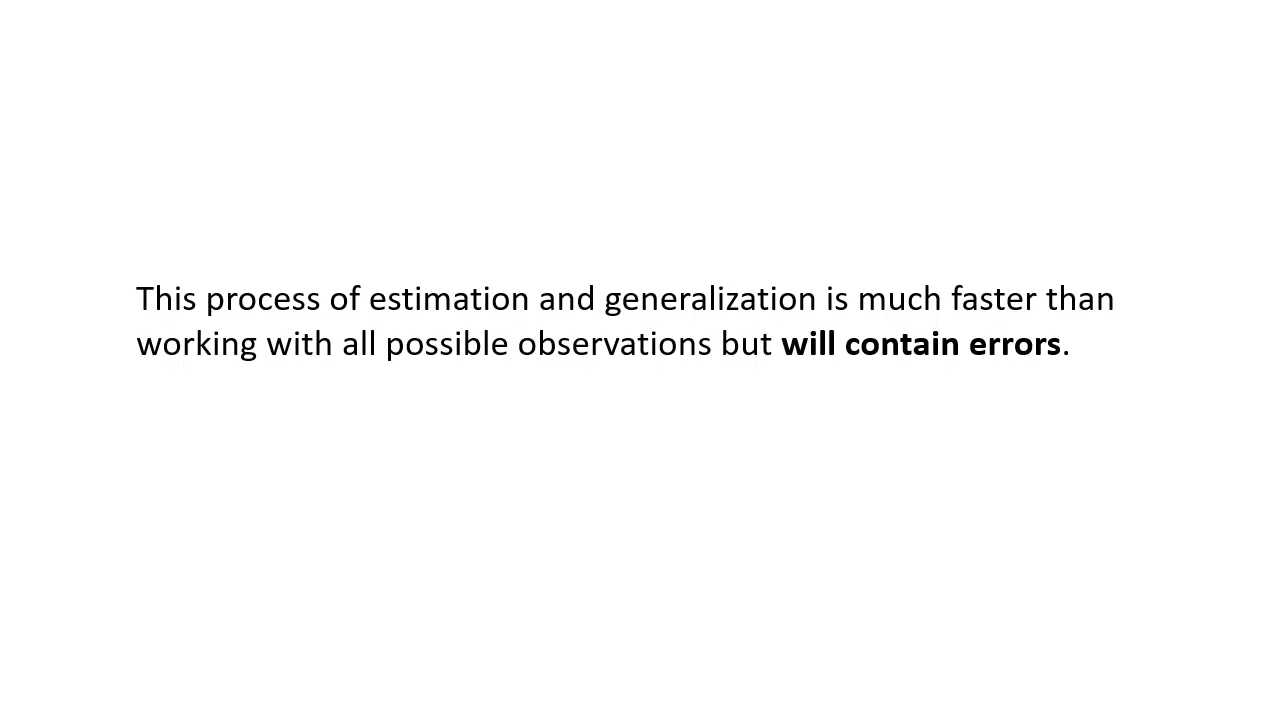 This process of estimation and generalization is much faster than
working with all possible observations but will contain errors.